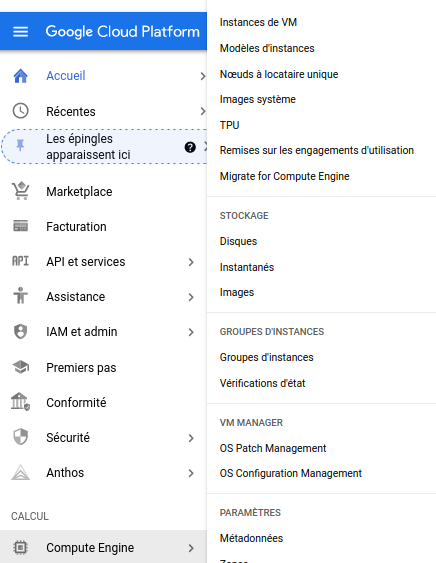 Google Cloud Platform
Accueil
Récentes
Les épingles
apparaissent ici
?
Marketplace
Facturation
API API et services
Assistance
IAM et admin
Premiers pas
Conformité
Sécurité
Anthos
CALCUL
Compute Engine
Instances de VM
Modèles d'instances
Nœuds à locataire unique
Images système
TPU
Remises sur les engagements d'utilisation
Migrate for Compute Engine
STOCKAGE
Disques
Instantanés
Images
GROUPES D'INSTANCES
Groupes d'instances
Vérifications d'état
VM MANAGER
OS Patch Management
OS Configuration Management
PARAMÈTRES
Métadonnées